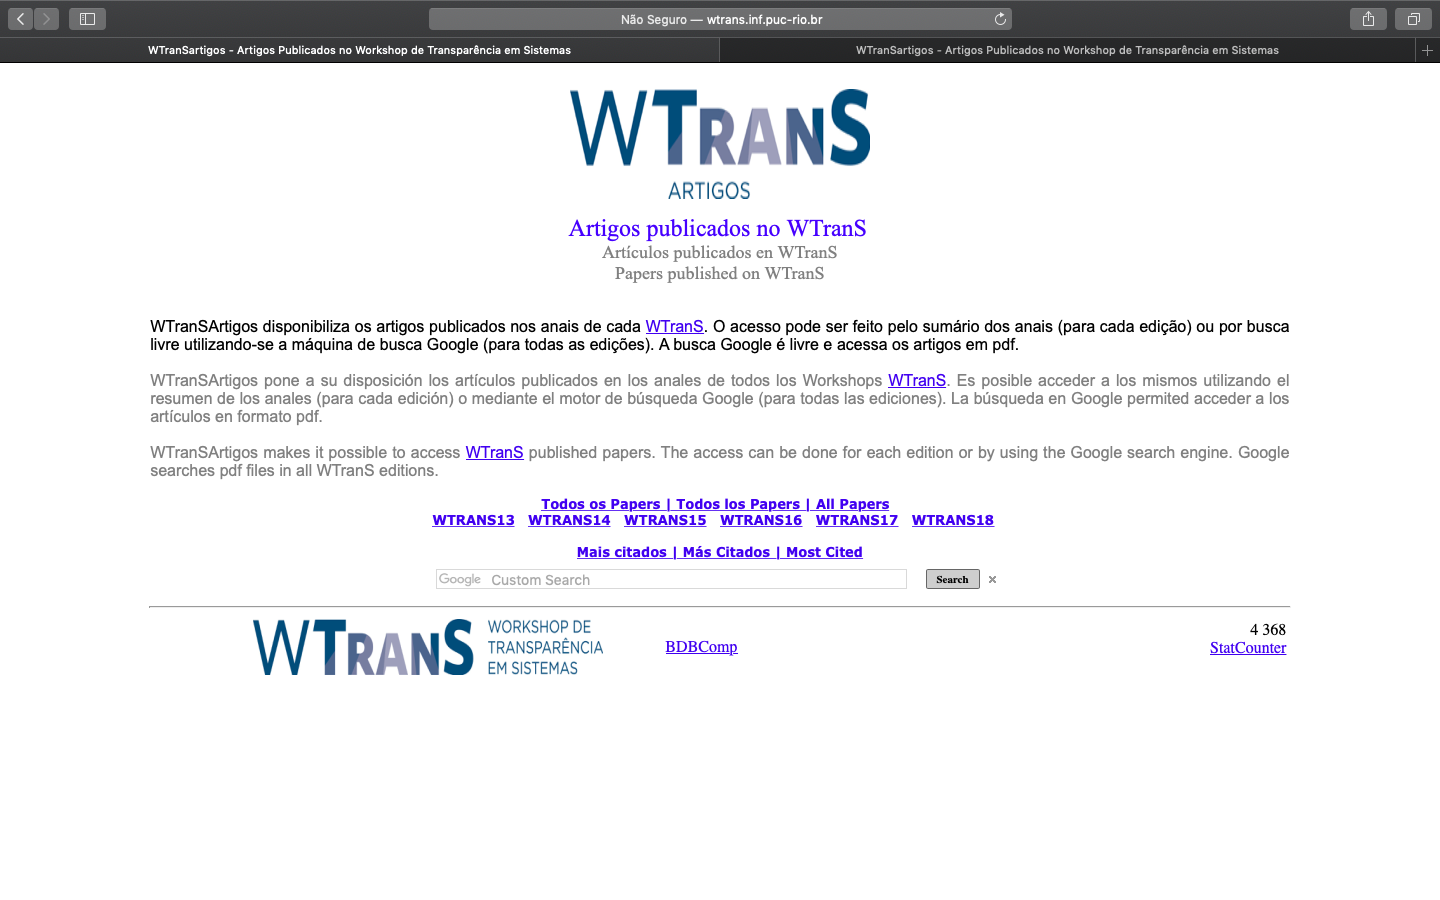 Não Seguro — wtrans.inf.puc-rio.br
WTranSartigos - Artigos Publicados no Workshop de Transparência em Sistemas
WTranSartigos - Artigos Publicados no Workshop de Transparência em Sistemas
WTRANS
ARTIGOS
Artigos publicados no WTranS
Artículos publicados en WTranS
Papers published on WTranS
WTranSArtigos disponibiliza os artigos publicados nos anais de cada WTranS. O acesso pode ser feito pelo sumário dos anais (para cada edição) ou por busca
livre utilizando-se a máquina de busca Google (para todas as edições). A busca Google é livre e acessa os artigos em pdf.
WTranSArtigos pone a su disposición los artículos publicados en los anales de todos los Workshops WTranS. Es posible acceder a los mismos utilizando el
resumen de los anales (para cada edición) o mediante el motor de búsqueda Google (para todas las ediciones). La búsqueda en Google permited acceder a los
artículos en formato pdf.
WTranSArtigos makes it possible to access WTranS published papers. The access can be done for each edition or by using the Google search engine. Google
searches pdf files in all WTranS editions.
Todos os Papers | Todos los Papers | All Papers
WTRANS13 WTRANS14 WTRANS15 WTRANS16 WTRANS17 WTRANS18
Mais citados | Más Citados | Most Cited
Google Custom Search Search ×
WTRANS
WORKSHOP DE
TRANSPARÊNCIA
EM SISTEMAS
BDBComp
4 368
StatCounter